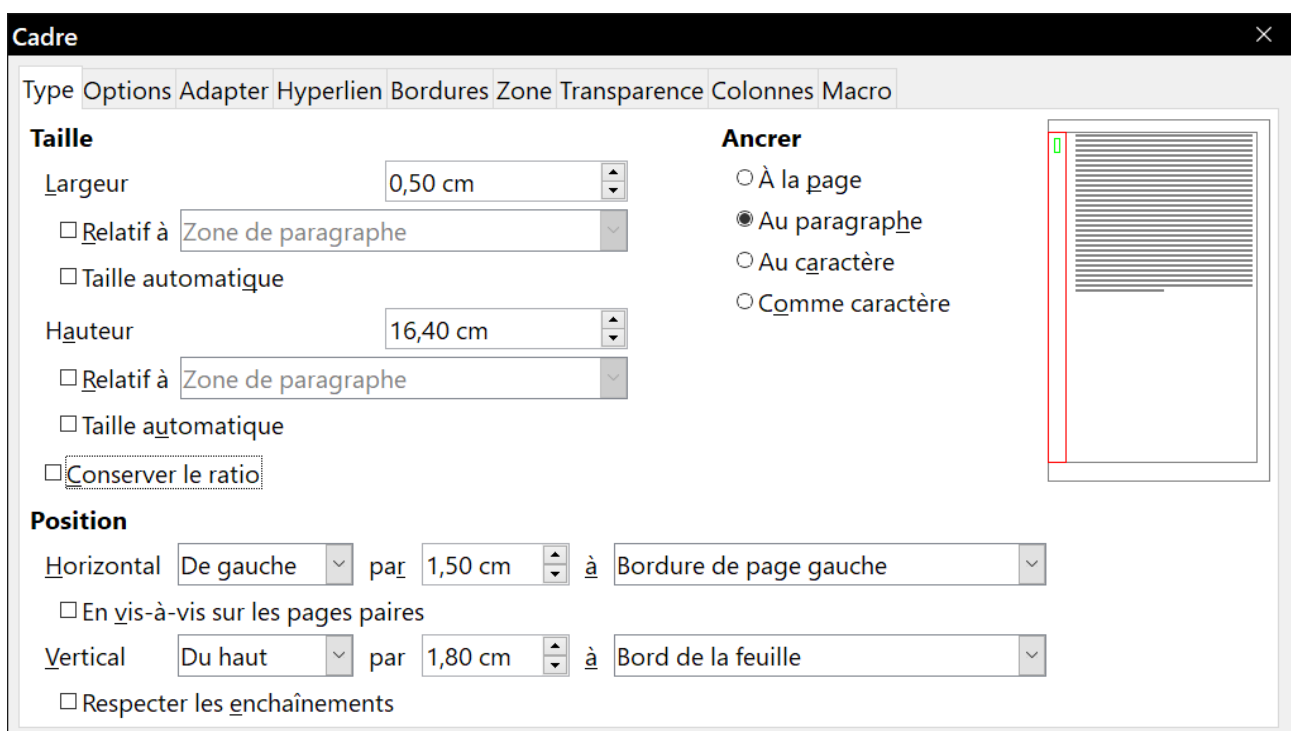 Cadre
Type Options Adapter Hyperlien Bordures Zone Transparence Colonnes Macro
Taille
Largeur 0,50 cm
Relatif à Zone de paragraphe
Taille automatique
Hauteur 16,40 cm
Relatif à Zone de paragraphe
Taille automatique
Conserver le ratio
Ancrer
À la page
Au paragraphe
Au caractère
Comme caractère
Position
Horizontal De gauche par 1,50 cm à Bordure de page gauche
En vis-à-vis sur les pages paires
Vertical Du haut par 1,80 cm à Bord de la feuille
Respecter les enchaînements